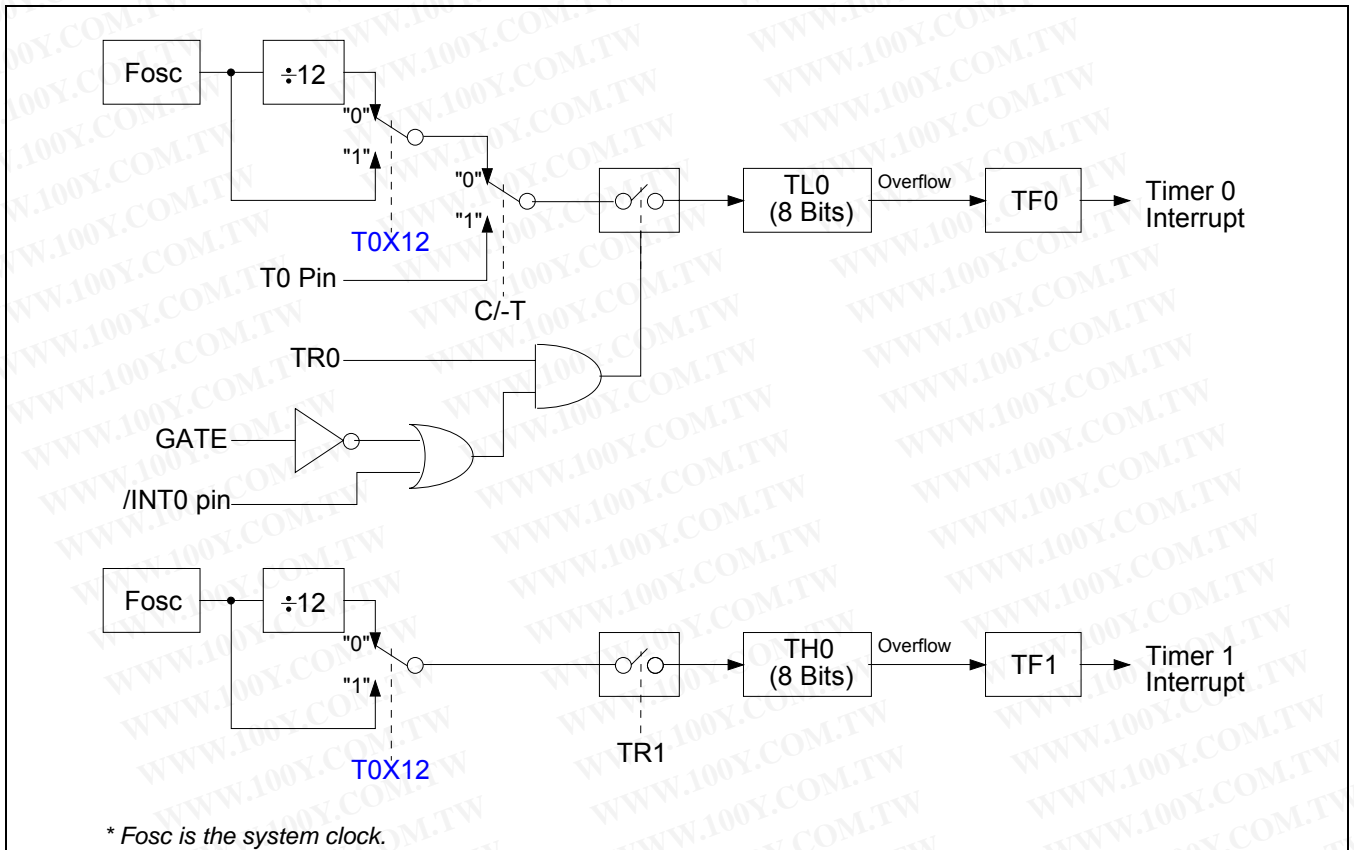 Fosc
÷12
"0"
"1"
T0X12
"0"
"1"
T0 Pin
C/-T
TL0
(8 Bits)
Overflow
TF0
Timer 0
Interrupt
TR0
GATE
/INT0 pin
Fosc
÷12
"0"
"1"
T0X12
TR1
TH0
(8 Bits)
Overflow
TF1
Timer 1
Interrupt
* Fosc is the system clock.
WWW.100Y.COM.TW